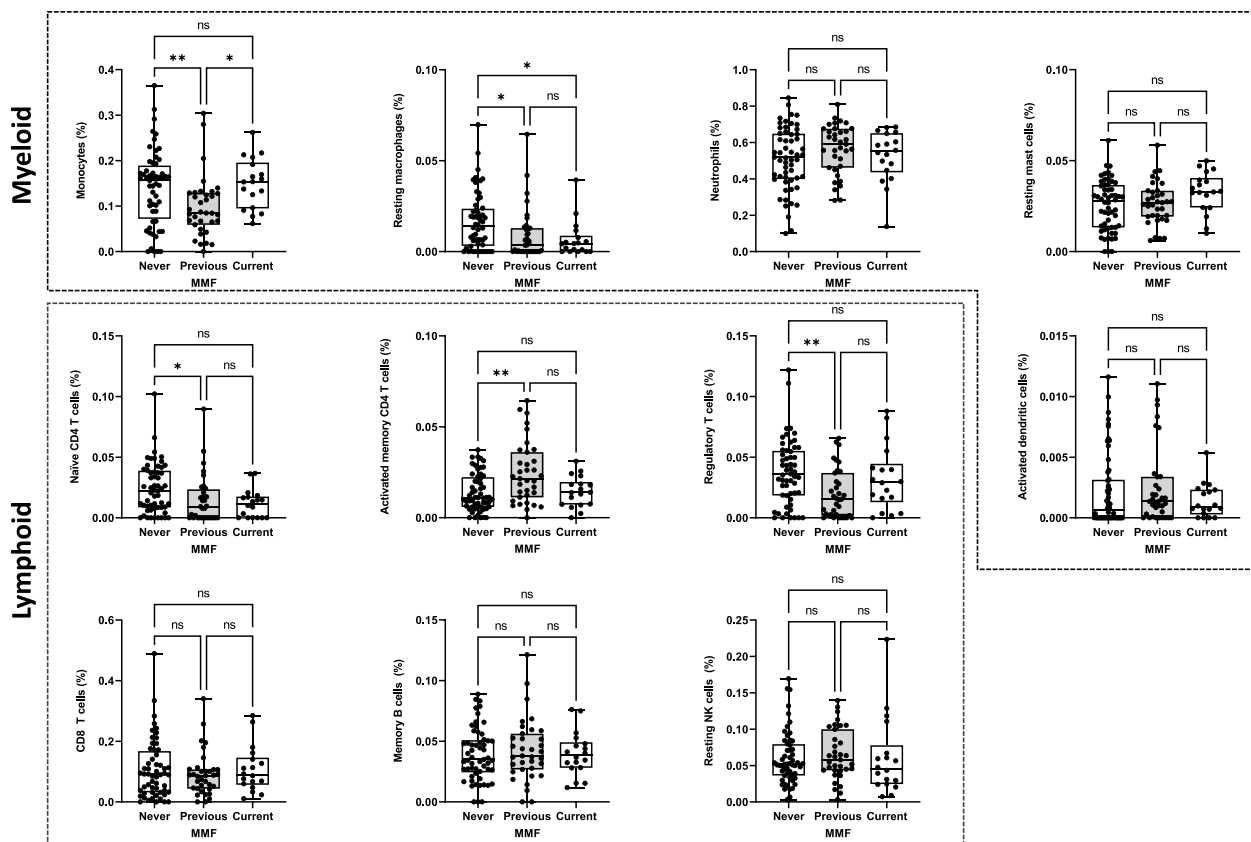 Myeloid
ns
** *
Monocytes (%)
0.4
0.3
0.2
0.1
0.0
Never Previous Current
MMF
*
* ns
Resting macrophages (%)
0.10
0.05
0.00
Never Previous Current
MMF
ns
ns ns
Neutrophils (%)
1.0
0.8
0.6
0.4
0.2
0.0
Never Previous Current
MMF
ns
ns ns
Resting mast cells (%)
0.10
0.05
0.00
Never Previous Current
MMF
Lymphoid
ns
* ns
Naïve CD4 T cells (%)
0.15
0.10
0.05
0.00
Never Previous Current
MMF
ns
** ns
Activated memory CD4 T cells (%)
0.10
0.05
0.00
Never Previous Current
MMF
ns
** ns
Regulatory T cells (%)
0.15
0.10
0.05
0.00
Never Previous Current
MMF
ns
ns ns
Activated dendritic cells (%)
0.015
0.010
0.005
0.000
Never Previous Current
MMF
ns
ns ns
CD8 T cells (%)
0.6
0.4
0.2
0.0
Never Previous Current
MMF
ns
ns ns
Memory B cells (%)
0.15
0.10
0.05
0.00
Never Previous Current
MMF
ns
ns ns
Resting NK cells (%)
0.25
0.20
0.15
0.10
0.05
0.00
Never Previous Current
MMF